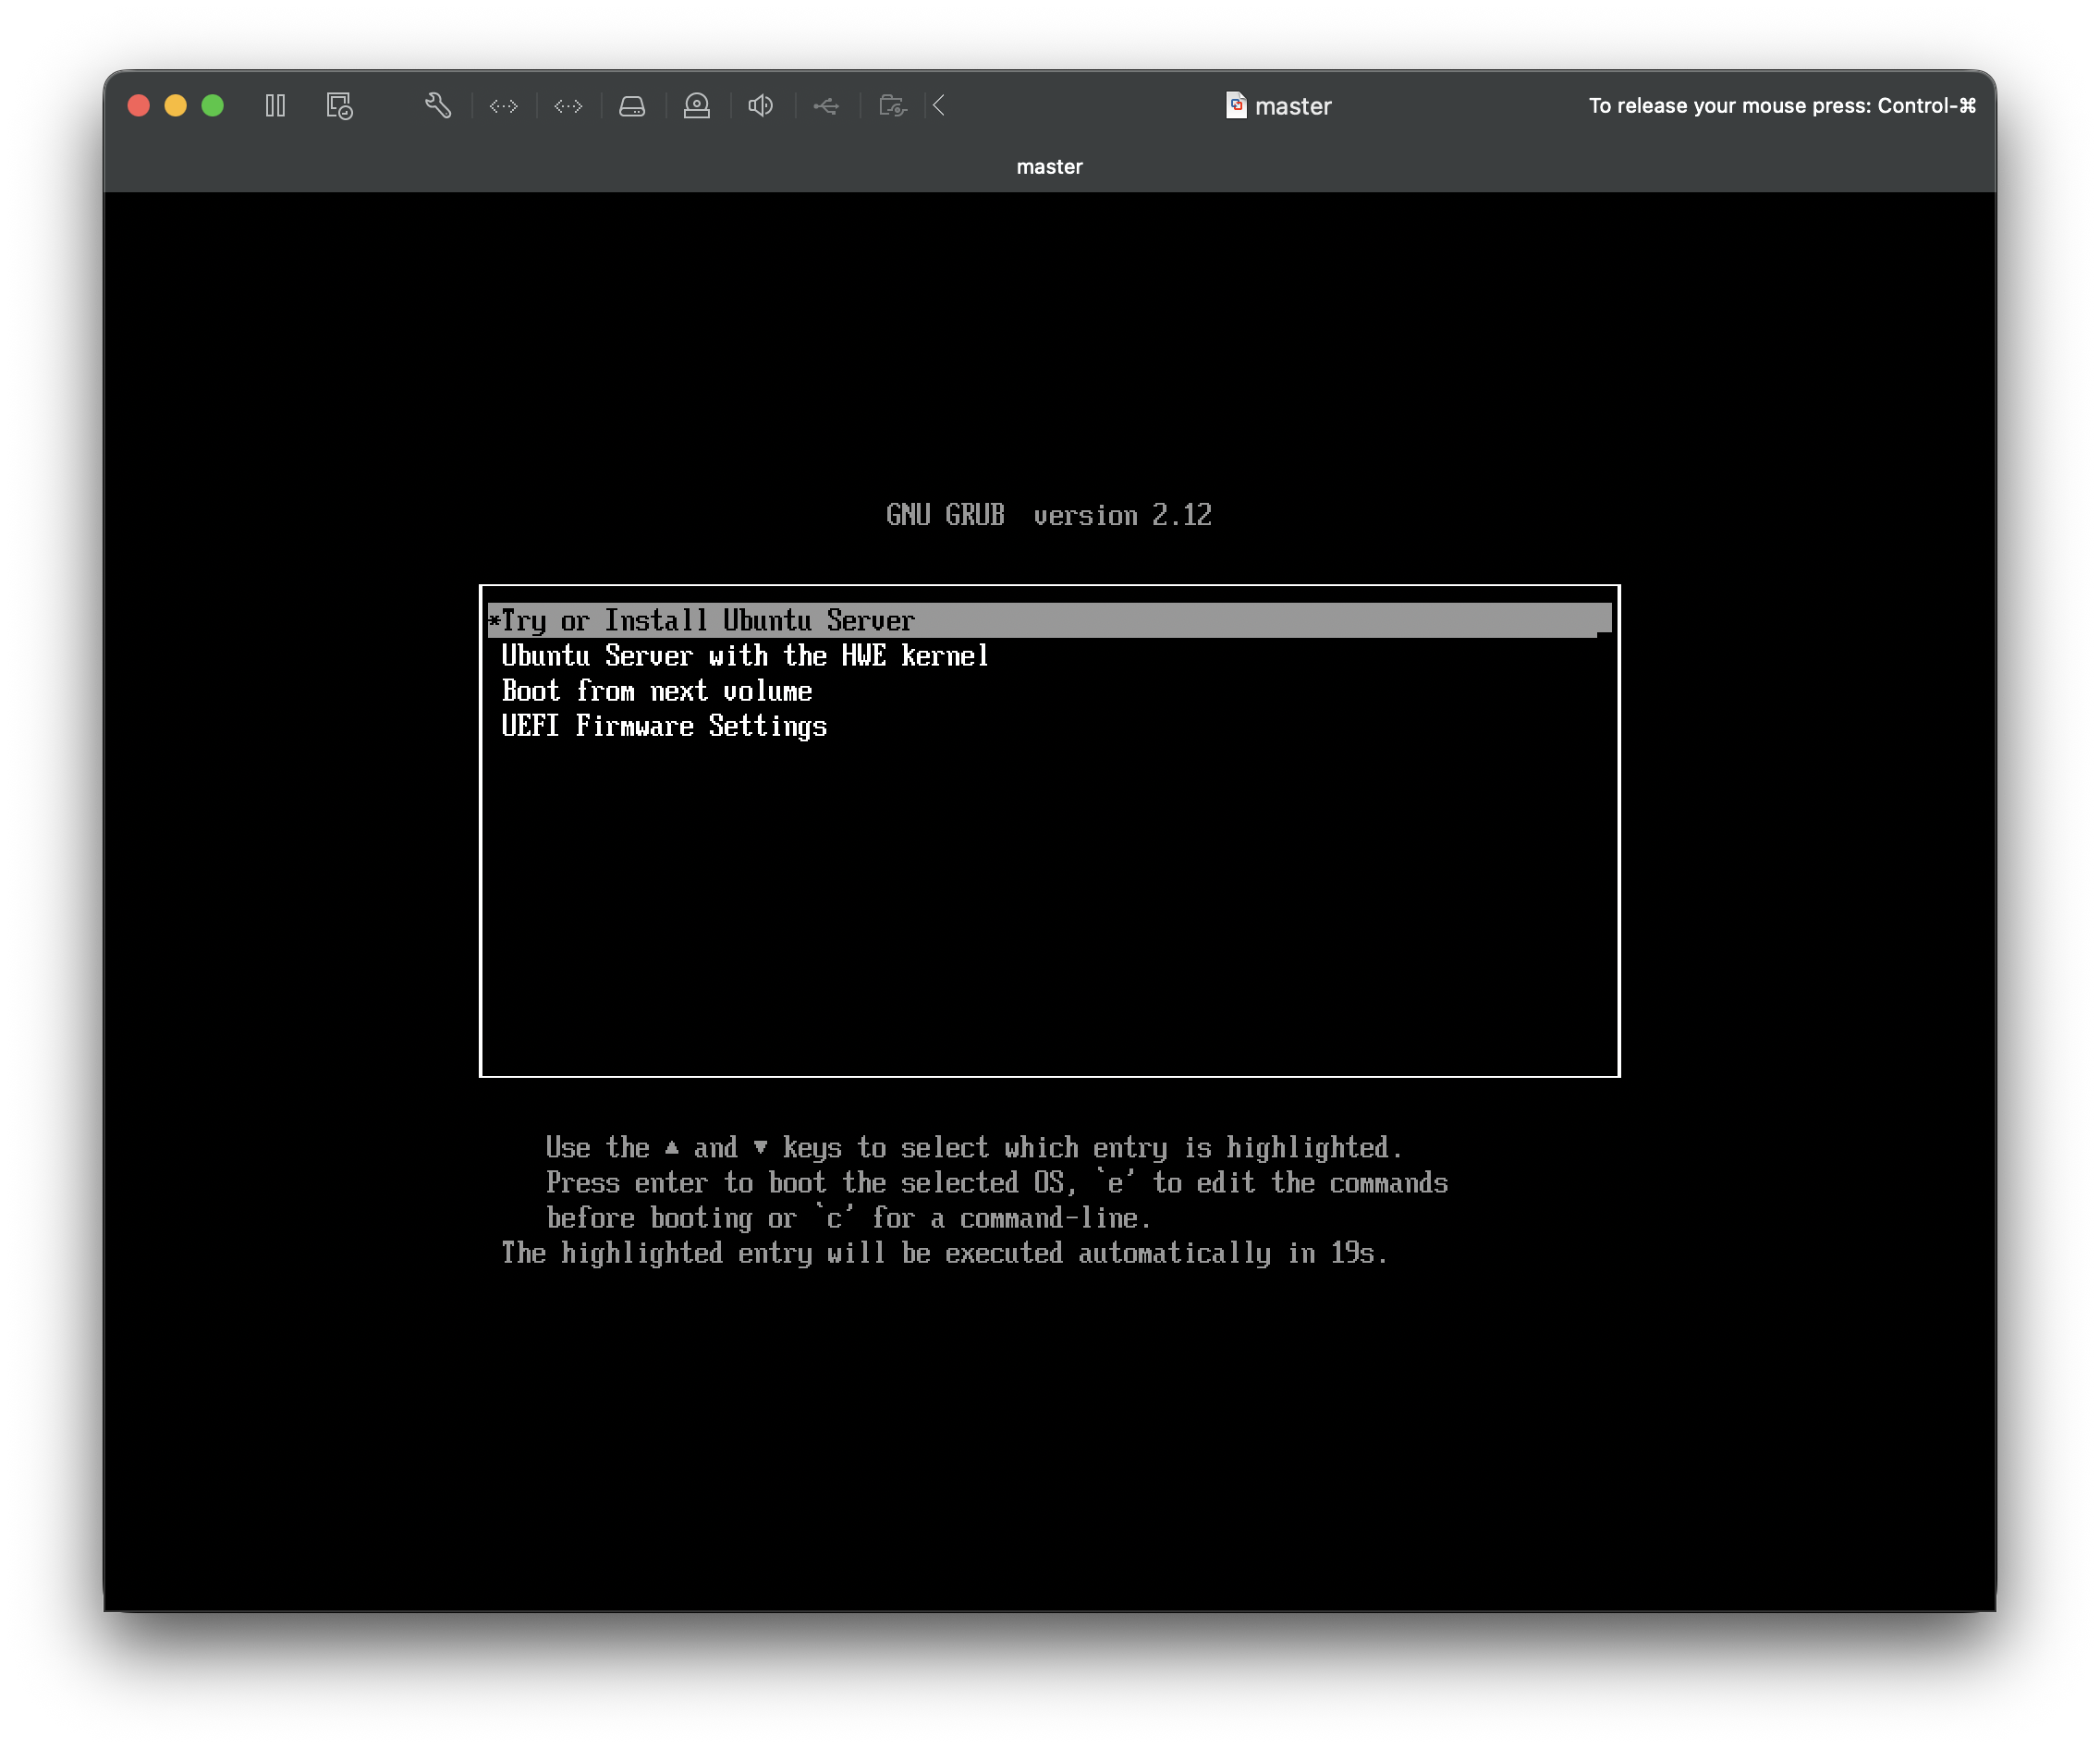 master
To release your mouse press: Control-⌘
master
GNU GRUB  version 2.12
*Try or Install Ubuntu Server
Ubuntu Server with the HWE kernel
Boot from next volume
UEFI Firmware Settings
Use the ▲ and ▼ keys to select which entry is highlighted.
Press enter to boot the selected OS, `e' to edit the commands
before booting or `c' for a command-line.
The highlighted entry will be executed automatically in 19s.